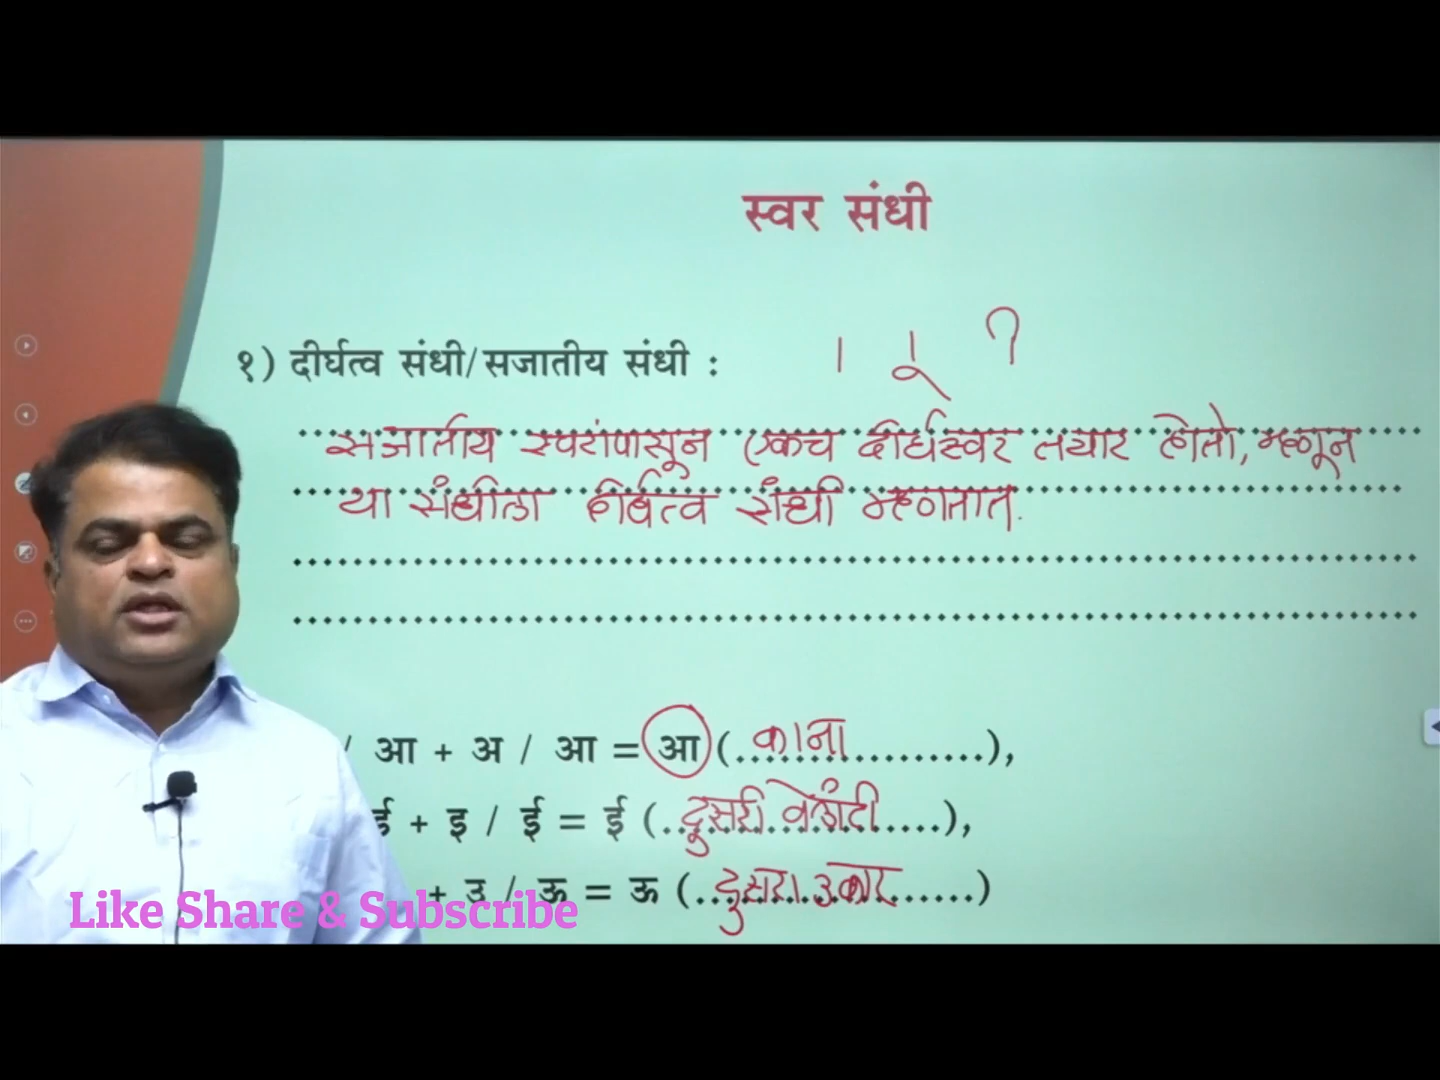 स्वर संधी
१) दीर्घत्व संधी/सजातीय संधी :
सजातीय स्वरांपासून एकच दीर्घस्वर तयार होतो, म्हणून
या संधीला दीर्घत्व संधी म्हणतात.
/ आ + अ / आ = आ (काना),
ई + इ / ई = ई (दुसरी वेलांटी),
+ उ / ऊ = ऊ (दुसरा उकार)
Like Share & Subscribe